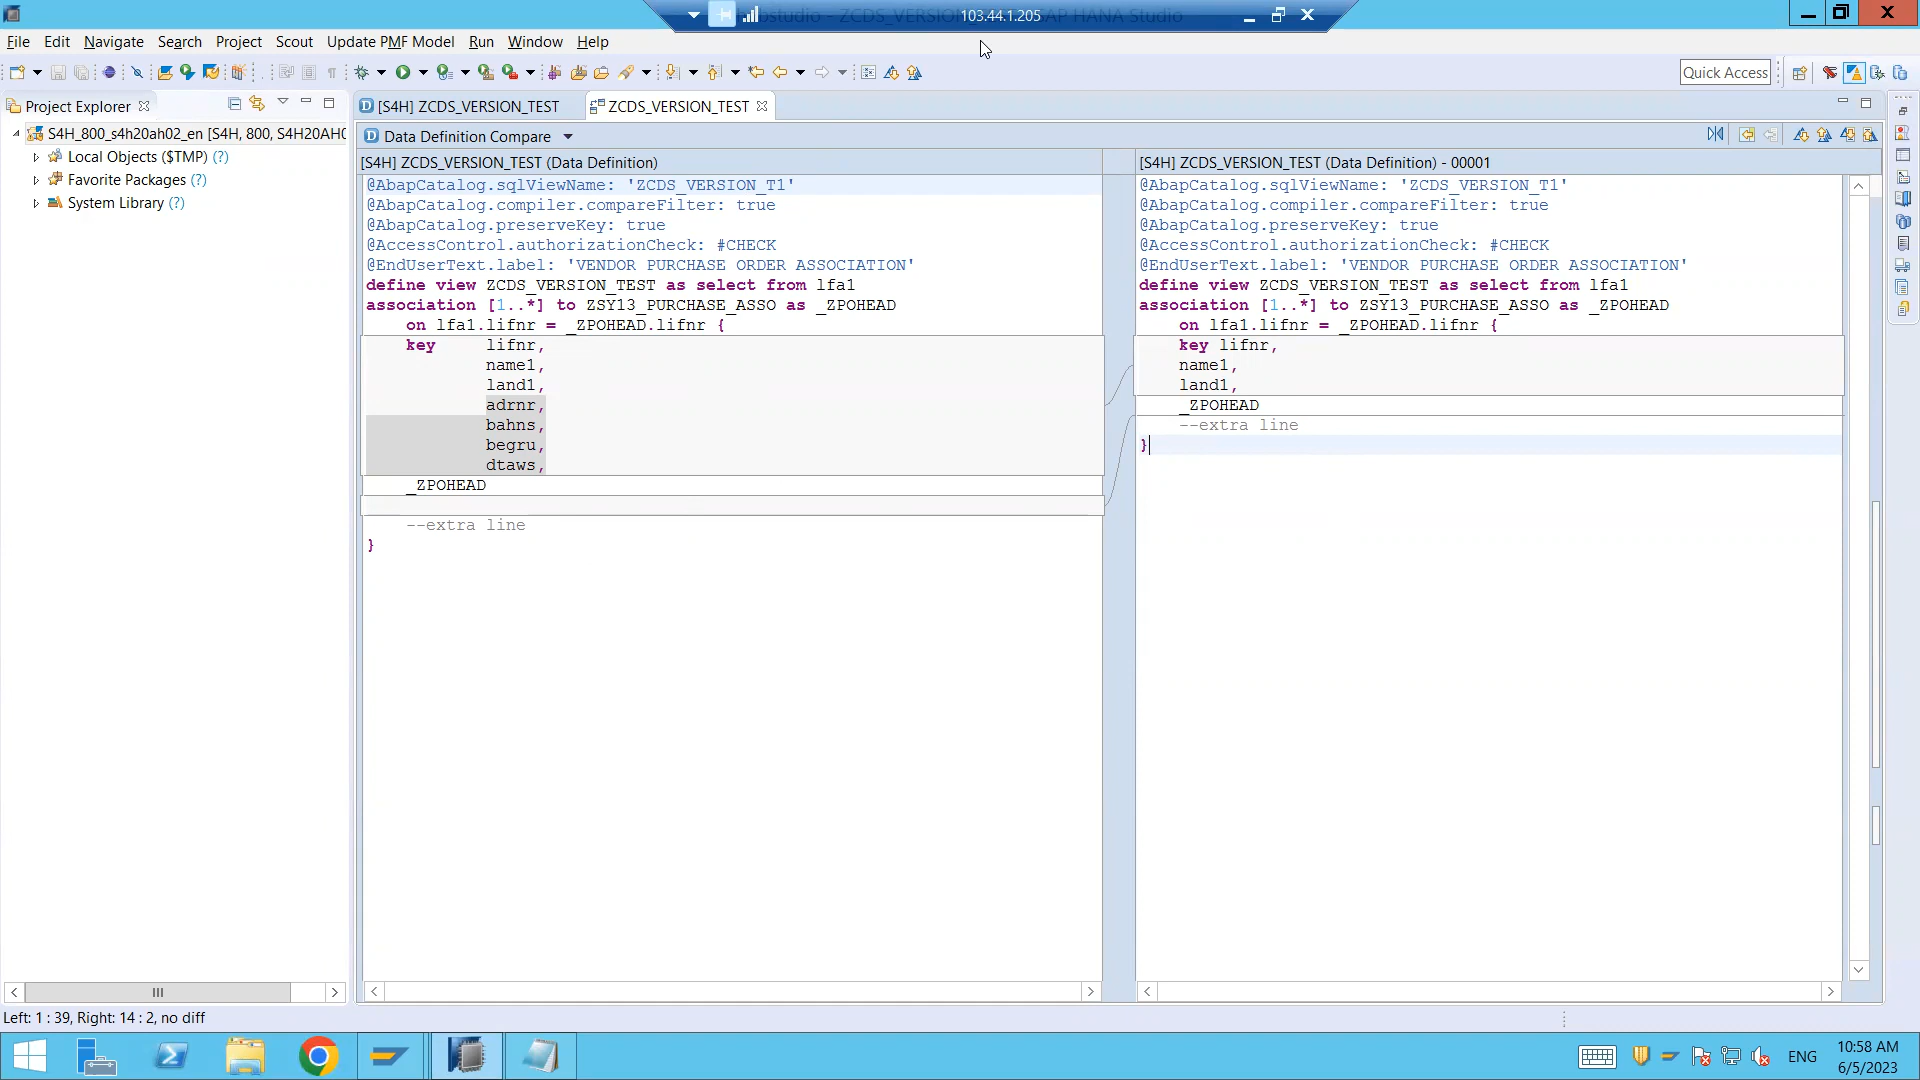 103.44.1.205
File Edit Navigate Search Project Scout Update PMF Model Run Window Help
Quick Access
Project Explorer
[S4H] ZCDS_VERSION_TEST
ZCDS_VERSION_TEST
S4H_800_s4h20ah02_en [S4H, 800, S4H20AH0
Local Objects ($TMP) (?)
Favorite Packages (?)
System Library (?)
Data Definition Compare
[S4H] ZCDS_VERSION_TEST (Data Definition)
@AbapCatalog.sqlViewName: 'ZCDS_VERSION_T1'
@AbapCatalog.compiler.compareFilter: true
@AbapCatalog.preserveKey: true
@AccessControl.authorizationCheck: #CHECK
@EndUserText.label: 'VENDOR PURCHASE ORDER ASSOCIATION'
define view ZCDS_VERSION_TEST as select from lfa1
association [1..*] to ZSY13_PURCHASE_ASSO as _ZPOHEAD
on lfa1.lifnr = _ZPOHEAD.lifnr {
key lifnr,
name1,
land1,
adrnr,
bahns,
begru,
dtaws,
_ZPOHEAD
--extra line
}
[S4H] ZCDS_VERSION_TEST (Data Definition) - 00001
@AbapCatalog.sqlViewName: 'ZCDS_VERSION_T1'
@AbapCatalog.compiler.compareFilter: true
@AbapCatalog.preserveKey: true
@AccessControl.authorizationCheck: #CHECK
@EndUserText.label: 'VENDOR PURCHASE ORDER ASSOCIATION'
define view ZCDS_VERSION_TEST as select from lfa1
association [1..*] to ZSY13_PURCHASE_ASSO as _ZPOHEAD
on lfa1.lifnr = _ZPOHEAD.lifnr {
key lifnr,
name1,
land1,
_ZPOHEAD
--extra line
}
Left: 1 : 39, Right: 14 : 2, no diff
ENG
10:58 AM
6/5/2023